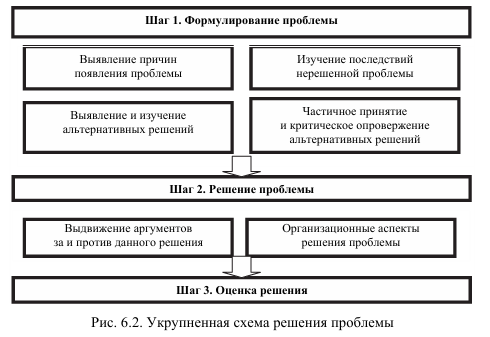 Шаг 1. Формулирование проблемы
Выявление причин
появления проблемы
Изучение последствий
нерешенной проблемы
Выявление и изучение
альтернативных решений
Частичное принятие
и критическое опровержение
альтернативных решений
Шаг 2. Решение проблемы
Выдвижение аргументов
за и против данного решения
Организационные аспекты
решения проблемы
Шаг 3. Оценка решения
Рис. 6.2. Укрупненная схема решения проблемы